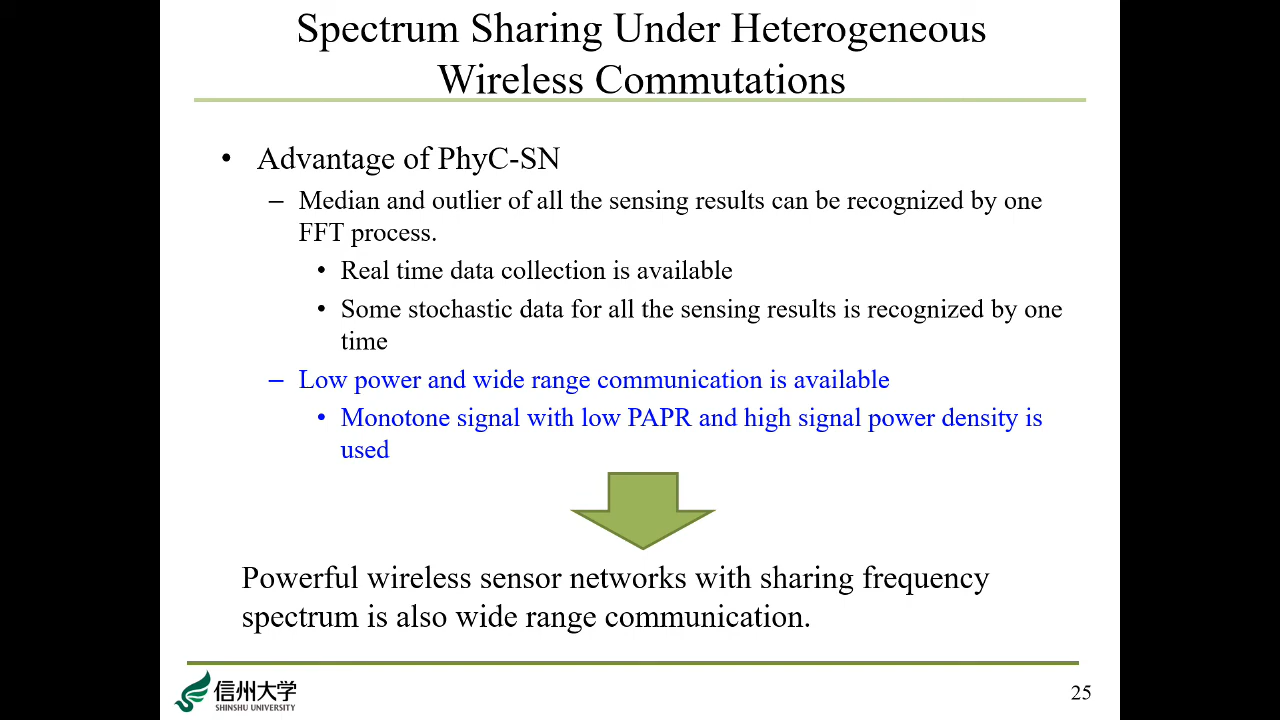 Spectrum Sharing Under Heterogeneous
Wireless Commutations
• Advantage of PhyC-SN
– Median and outlier of all the sensing results can be recognized by one
FFT process.
• Real time data collection is available
• Some stochastic data for all the sensing results is recognized by one
time
– Low power and wide range communication is available
• Monotone signal with low PAPR and high signal power density is
used
Powerful wireless sensor networks with sharing frequency
spectrum is also wide range communication.
信州大学
SHINSHU UNIVERSITY
25